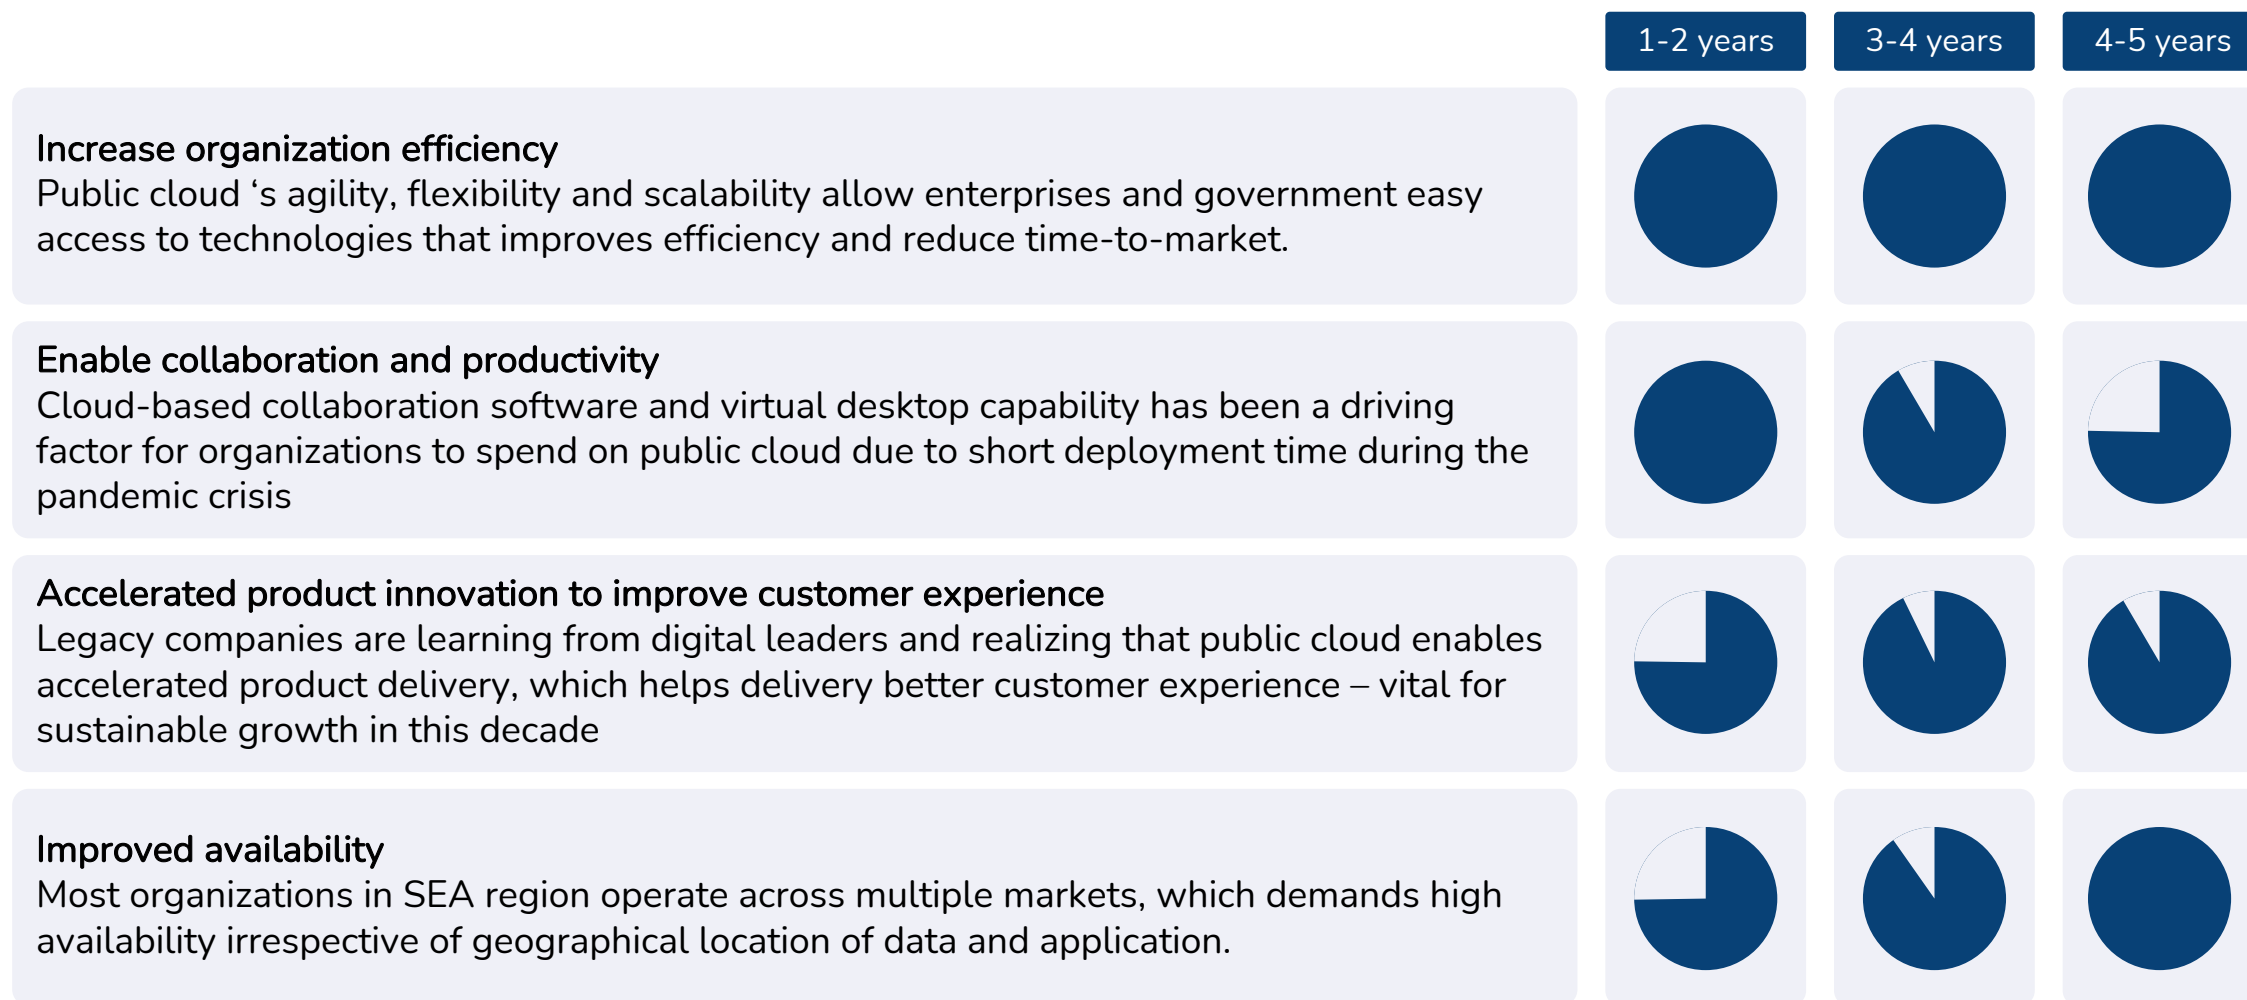 1-2 years
3-4 years
4-5 years
Increase organization efficiency
Public cloud ‘s agility, flexibility and scalability allow enterprises and government easy
access to technologies that improves efficiency and reduce time-to-market.
Enable collaboration and productivity
Cloud-based collaboration software and virtual desktop capability has been a driving
factor for organizations to spend on public cloud due to short deployment time during the
pandemic crisis
Accelerated product innovation to improve customer experience
Legacy companies are learning from digital leaders and realizing that public cloud enables
accelerated product delivery, which helps delivery better customer experience – vital for
sustainable growth in this decade
Improved availability
Most organizations in SEA region operate across multiple markets, which demands high
availability irrespective of geographical location of data and application.